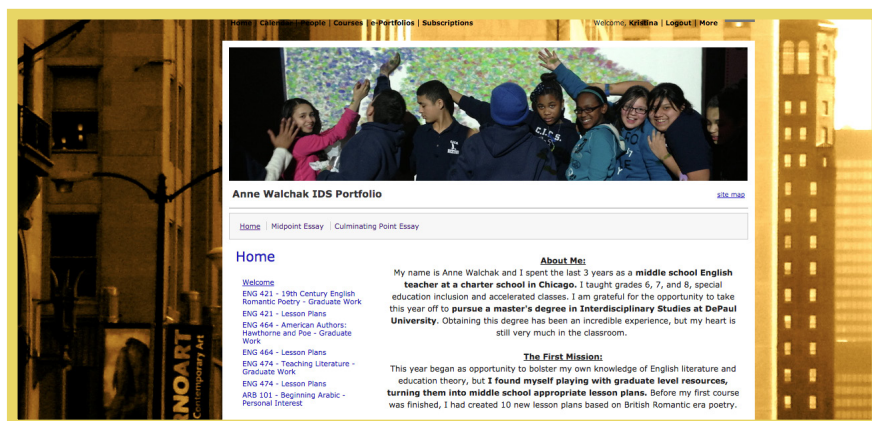 Home | Calendar | People | Courses | e-Portfolios | Subscriptions
Welcome, Kristina | Logout | More
C.I.C.S.
Anne Walchak IDS Portfolio
site map
Home | Midpoint Essay | Culminating Point Essay
Home
Welcome
ENG 421 - 19th Century English
Romantic Poetry - Graduate Work
ENG 421 - Lesson Plans
ENG 464 - American Authors:
Hawthorne and Poe - Graduate
Work
ENG 464 - Lesson Plans
ENG 474 - Teaching Literature -
Graduate Work
ENG 474 - Lesson Plans
ARB 101 - Beginning Arabic -
Personal Interest
About Me:
My name is Anne Walchak and I spent the last 3 years as a middle school English
teacher at a charter school in Chicago. I taught grades 6, 7, and 8, special
education inclusion and accelerated classes. I am grateful for the opportunity to take
this year off to pursue a master's degree in Interdisciplinary Studies at DePaul
University. Obtaining this degree has been an incredible experience, but my heart is
still very much in the classroom.
The First Mission:
This year began as opportunity to bolster my own knowledge of English literature and
education theory, but I found myself playing with graduate level resources,
turning them into middle school appropriate lesson plans. Before my first course
was finished, I had created 10 new lesson plans based on British Romantic era poetry.
RNOART
Contemporary Art